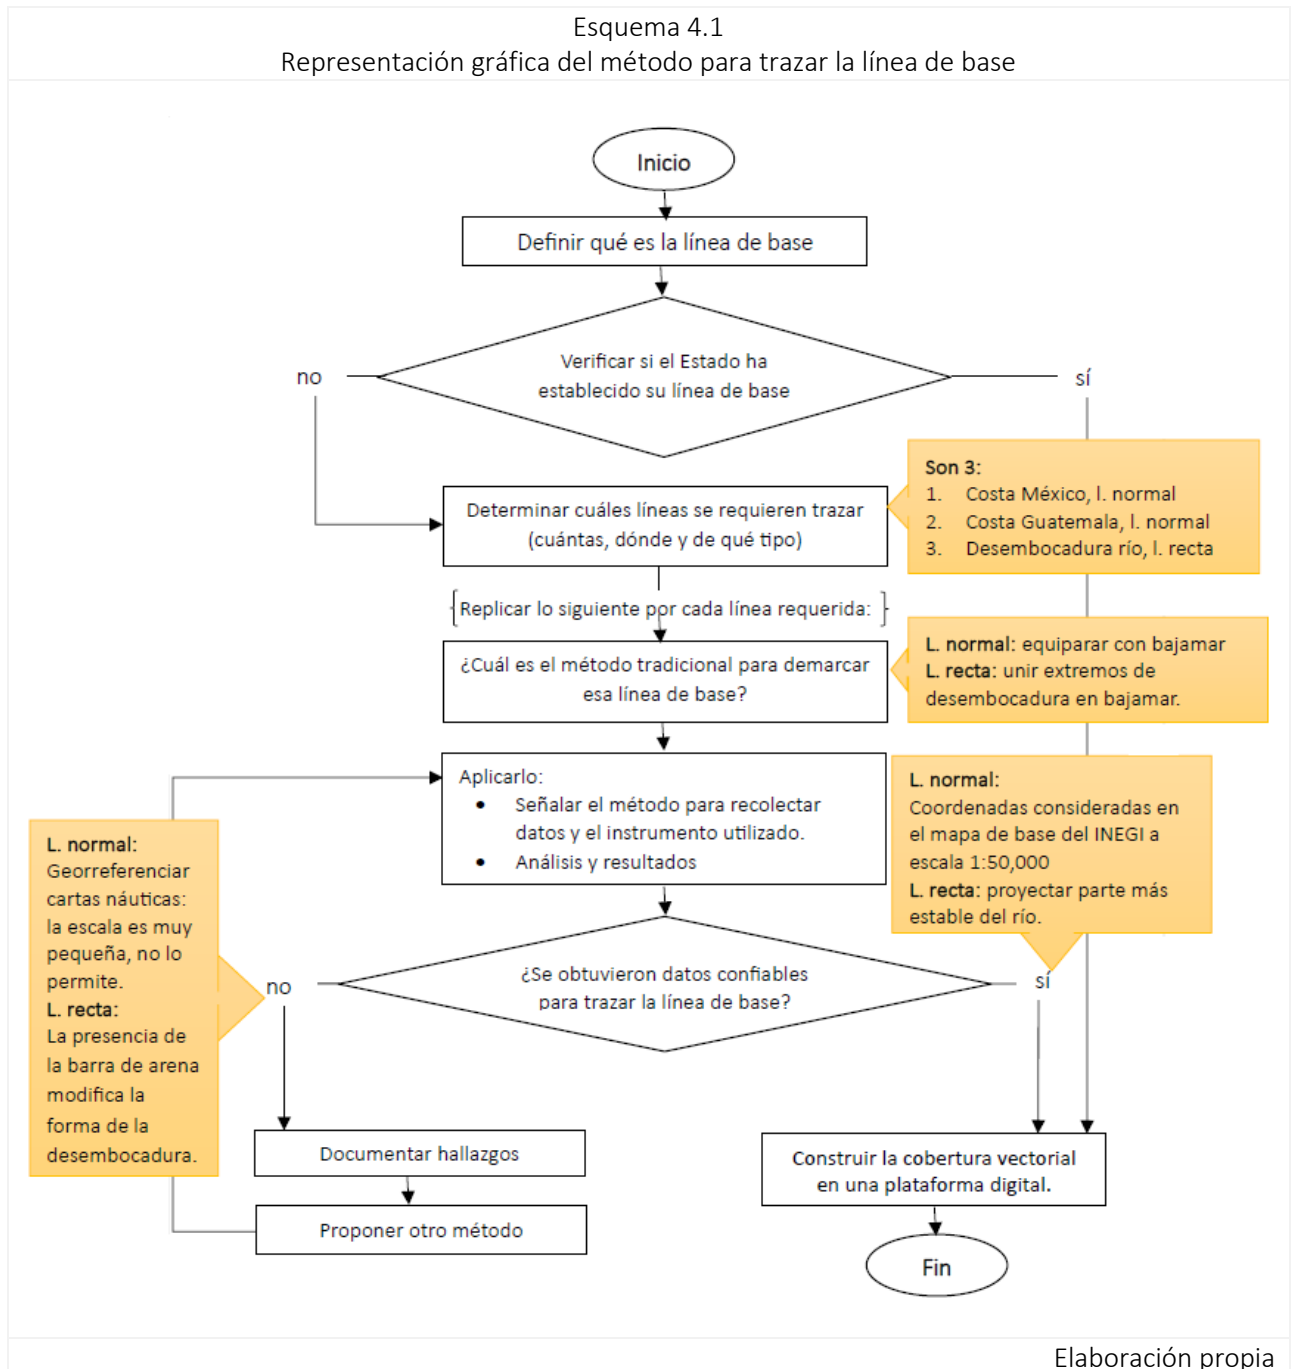 Esquema 4.1
Representación gráfica del método para trazar la línea de base
Inicio
Definir qué es la línea de base
Verificar si el Estado ha
establecido su línea de base
no
sí
Son 3:
1. Costa México, l. normal
2. Costa Guatemala, l. normal
3. Desembocadura río, l. recta
Determinar cuáles líneas se requieren trazar
(cuántas, dónde y de qué tipo)
{Replicar lo siguiente por cada línea requerida: }
¿Cuál es el método tradicional para demarcar
esa línea de base?
L. normal: equiparar con bajamar
L. recta: unir extremos de
desembocadura en bajamar.
Aplicarlo:
• Señalar el método para recolectar
datos y el instrumento utilizado.
• Análisis y resultados
L. normal:
Coordenadas consideradas en
el mapa de base del INEGI a
escala 1:50,000
L. recta: proyectar parte más
estable del río.
L. normal:
Georreferenciar
cartas náuticas:
la escala es muy
pequeña, no lo
permite.
L. recta:
La presencia de
la barra de arena
modifica la
forma de la
desembocadura.
¿Se obtuvieron datos confiables
para trazar la línea de base?
no
sí
Documentar hallazgos
Proponer otro método
Construir la cobertura vectorial
en una plataforma digital.
Fin
Elaboración propia